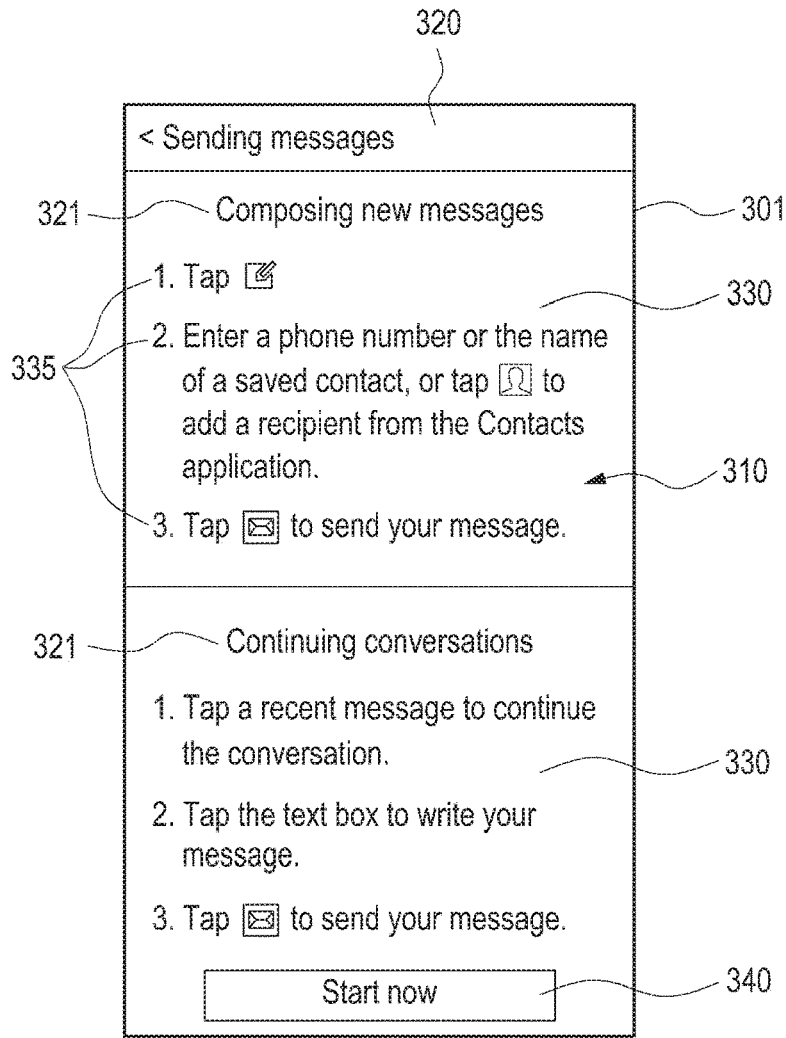 320
< Sending messages
321 Composing new messages 301
1. Tap
330
2. Enter a phone number or the name
335
of a saved contact, or tap to
add a recipient from the Contacts
application.
310
3. Tap to send your message.
321 Continuing conversations
1. Tap a recent message to continue
the conversation.
330
2. Tap the text box to write your
message.
3. Tap to send your message.
Start now 340